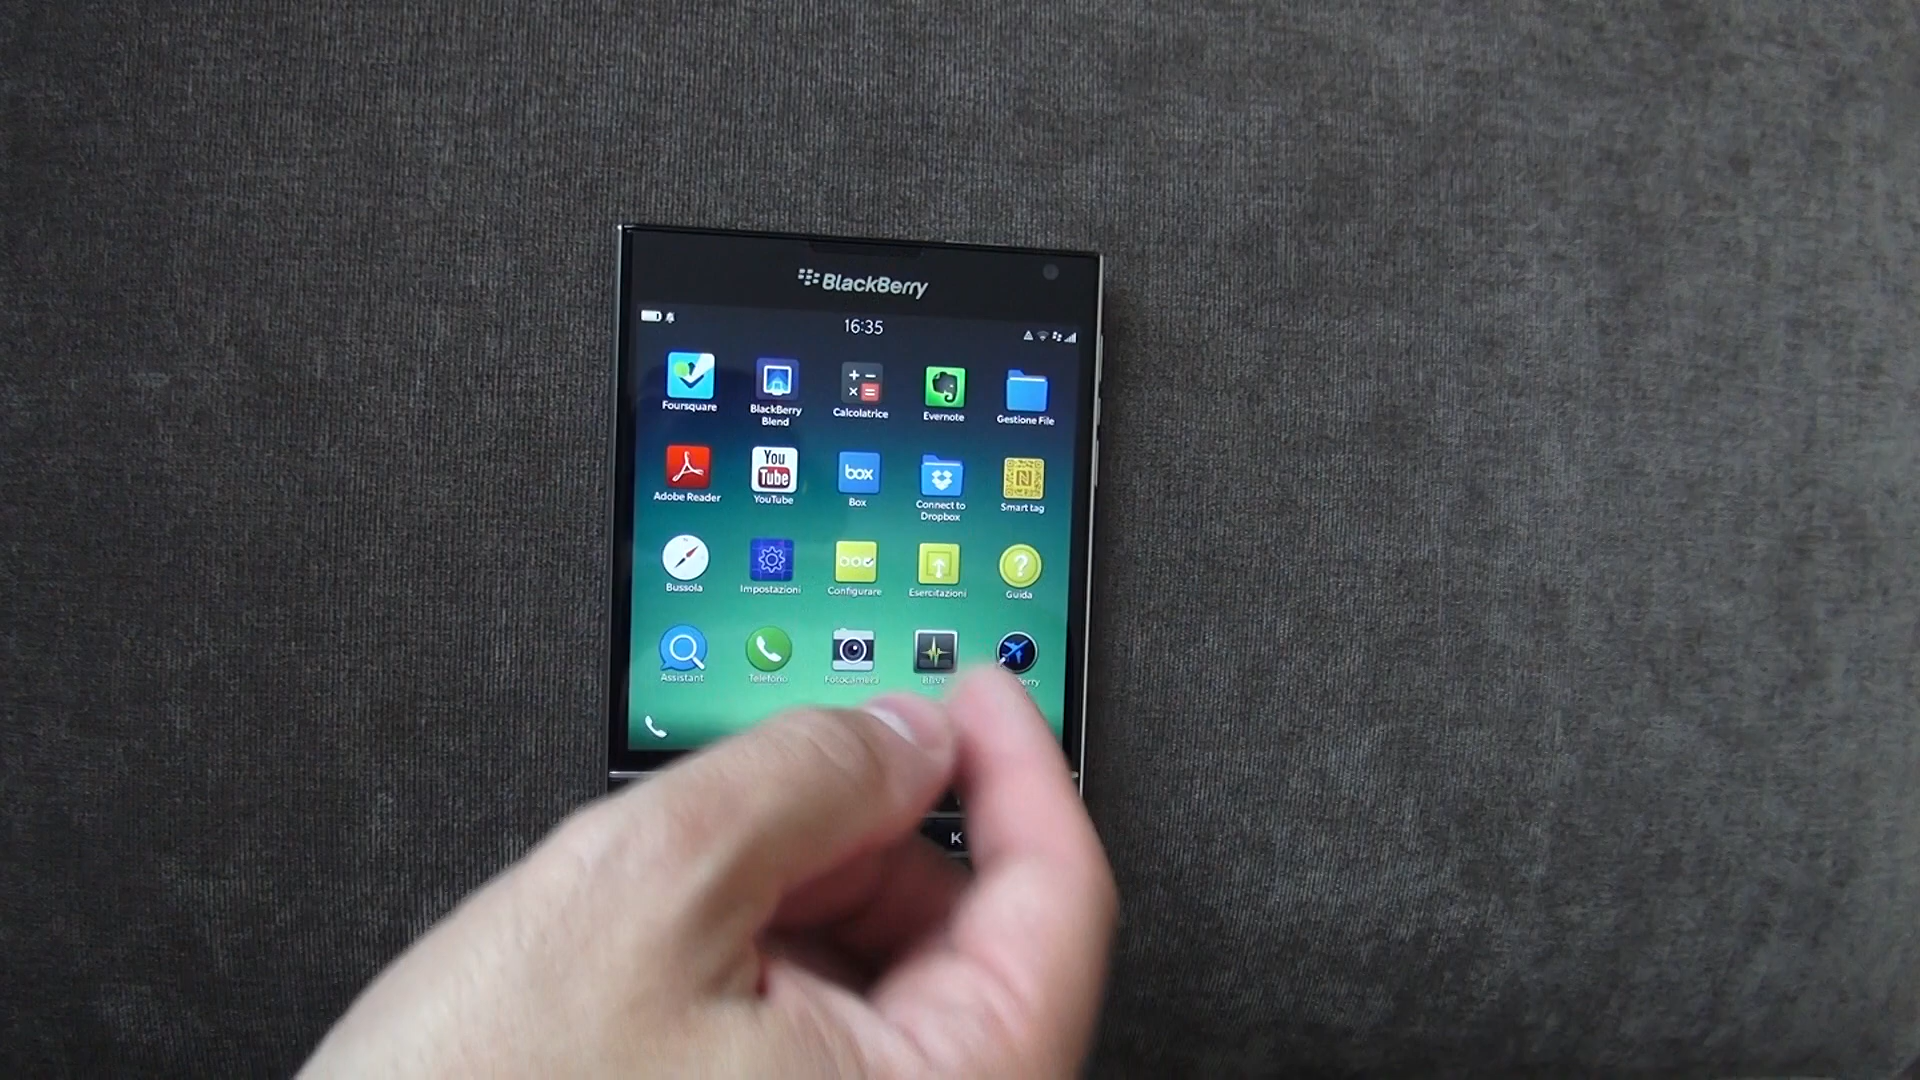 BlackBerry
16:35
Foursquare
BlackBerry
Blend
Calcolatrice
Evernote
Gestione File
Adobe Reader
You
Tube
YouTube
box
Box
Connect to
Dropbox
Smart tag
Bussola
Impostazioni
Configurare
Esercitazioni
Guida
Assistant
Telefono
Fotocamera
K